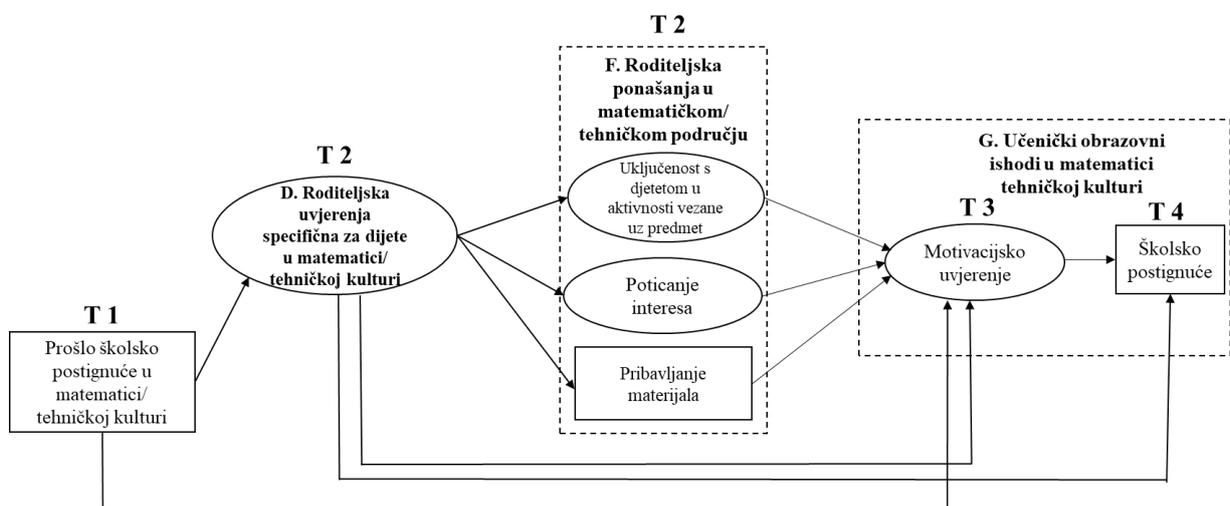 T 1
Prošlo školsko
postignuće u
matematici/
tehničkoj kulturi
T 2
D. Roditeljska
uvjerenja
specifična za dijete
u matematici/
tehničkoj kulturi
T 2
F. Roditeljska
ponašanja u
matematičkom/
tehničkom području
Uključenost s
djetetom u
aktivnosti vezane
uz predmet
Poticanje
interesa
Pribavljanje
materijala
G. Učenički obrazovni
ishodi u matematici
tehničkoj kulturi
T 3
Motivacijsko
uvjerenje
T 4
Školsko
postignuće